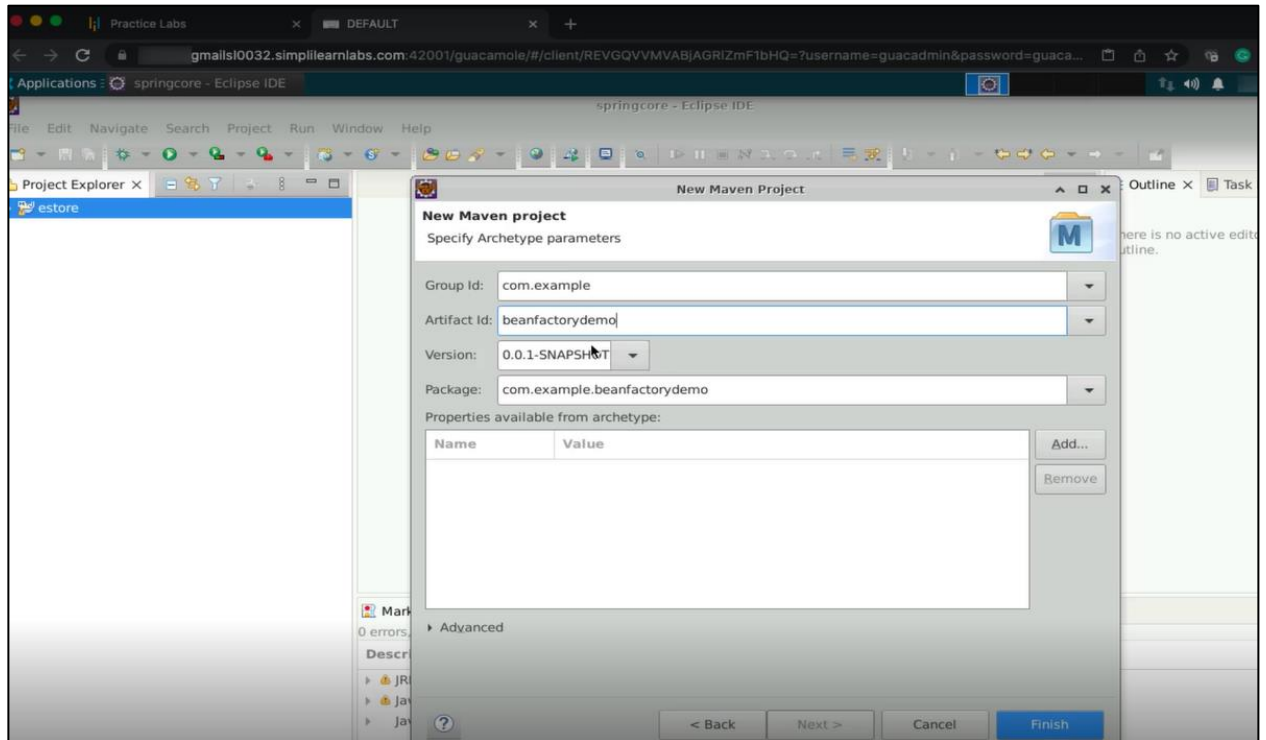 Practice Labs
DEFAULT
gmailsl0032.simplilearnlabs.com:42001/guacamole/#/client/REVGQVVMVABjAGRiZmF1bHQ=?username=guacadmin&password=guaca...
Applications
springcore - Eclipse IDE
springcore - Eclipse IDE
File Edit Navigate Search Project Run Window Help
Project Explorer
Outline
Task
estore
New Maven Project
New Maven project
Specify Archetype parameters
M
here is no active edito
utline.
Group Id: com.example
Artifact Id: beanfactorydemo
Version: 0.0.1-SNAPSHOT
Package: com.example.beanfactorydemo
Properties available from archetype:
Name Value
Add...
Remove
Mark
0 errors,
Advanced
Descri
JRE
Jav
Jav
? < Back Next > Cancel Finish